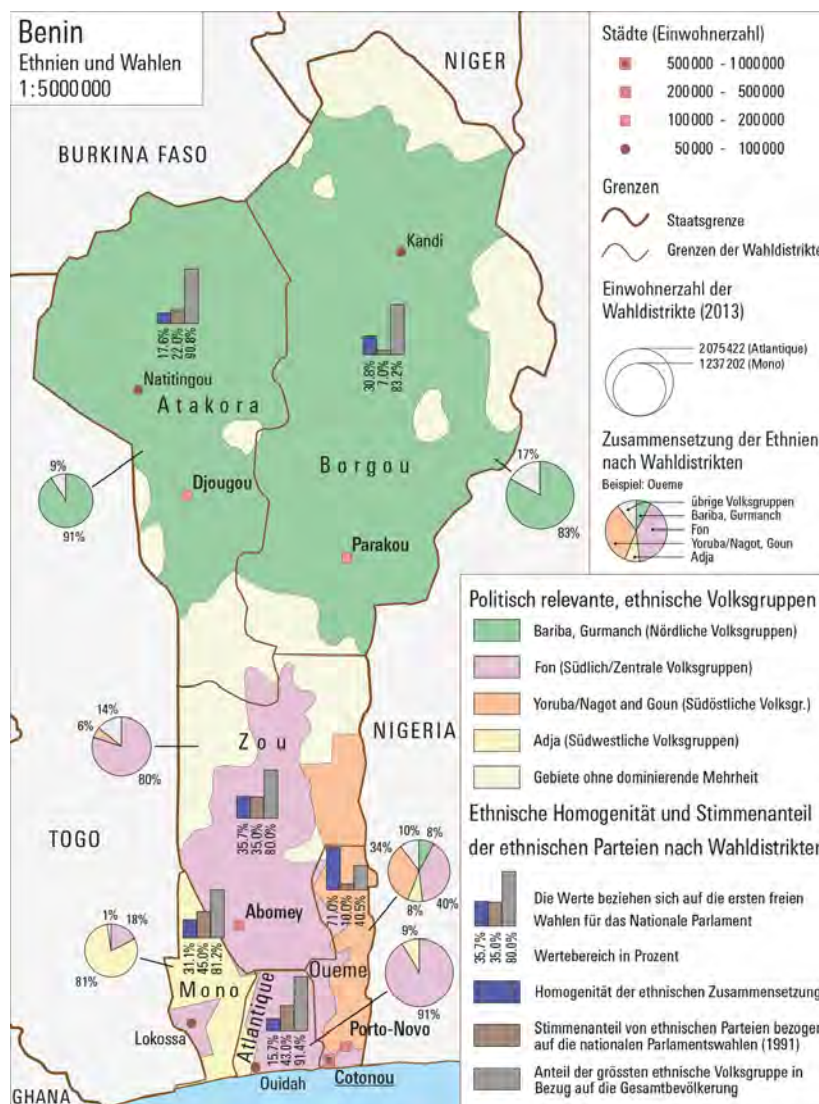 Benin
Ethnien und Wahlen
1:5000000
NIGER
BURKINA FASO
Kandi
17.6%
22.0%
90.8%
30.8%
7.0%
83.2%
Natitingou
Atakora
Borgou
9%
91%
Djougou
17%
83%
Parakou
14%
6%
80%
Zou
NIGERIA
TOGO
35.7%
35.0%
80.0%
34%
10%
8%
40%
8%
71.0%
10.0%
40.5%
Abomey
1%
18%
81%
31.1%
45.0%
81.2%
Mono
Oueme
9%
91%
Atlantique
15.7%
43.0%
91.4%
Lokossa
Porto-Novo
Ouidah
Cotonou
GHANA
Städte (Einwohnerzahl)
500000 - 1000000
200000 - 500000
100000 - 200000
50000 - 100000
Grenzen
Staatsgrenze
Grenzen der Wahldistrikte
Einwohnerzahl der
Wahldistrikte (2013)
2075422 (Atlantique)
1237202 (Mono)
Zusammensetzung der Ethnien
nach Wahldistrikten
Beispiel: Oueme
übrige Volksgruppen
Bariba, Gurmanch
Fon
Yoruba/Nagot, Goun
Adja
Politisch relevante, ethnische Volksgruppen
Bariba, Gurmanch (Nördliche Volksgruppen)
Fon (Südlich/Zentrale Volksgruppen)
Yoruba/Nagot and Goun (Südöstliche Volksgr.)
Adja (Südwestliche Volksgruppen)
Gebiete ohne dominierende Mehrheit
Ethnische Homogenität und Stimmenanteil
der ethnischen Parteien nach Wahldistrikten
35.7%
35.0%
80.0%
Die Werte beziehen sich auf die ersten freien
Wahlen für das Nationale Parlament
Wertebereich in Prozent
Homogenität der ethnischen Zusammensetzung
Stimmenanteil von ethnischen Parteien bezogen
auf die nationalen Parlamentswahlen (1991)
Anteil der grössten ethnische Volksgruppe in
Bezug auf die Gesamtbevölkerung